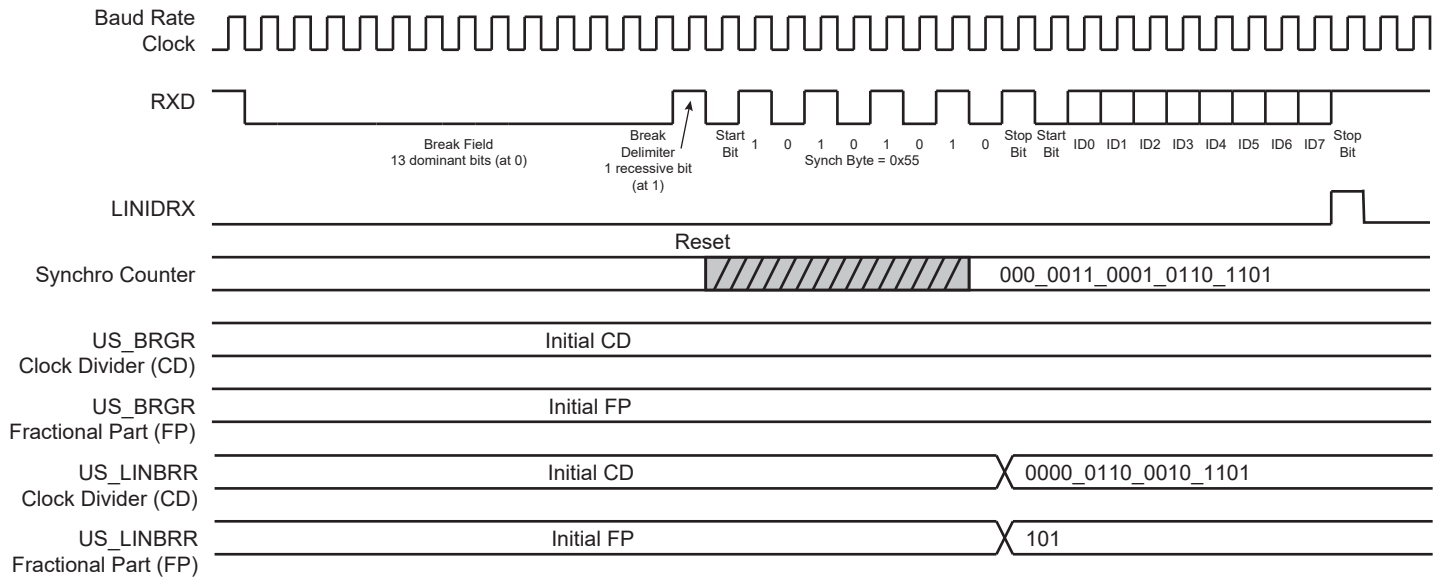 Baud Rate
Clock
RXD
Break Field
13 dominant bits (at 0)
Break
Delimiter
1 recessive bit
(at 1)
Start
Bit
1 0 1 0 1 0 1 0
Synch Byte = 0x55
Stop
Bit
Start
Bit
ID0 ID1 ID2 ID3 ID4 ID5 ID6 ID7
Stop
Bit
LINIDRX
Reset
Synchro Counter
000_0011_0001_0110_1101
US_BRGR
Clock Divider (CD)
Initial CD
US_BRGR
Fractional Part (FP)
Initial FP
US_LINBRR
Clock Divider (CD)
Initial CD
0000_0110_0010_1101
US_LINBRR
Fractional Part (FP)
Initial FP
101